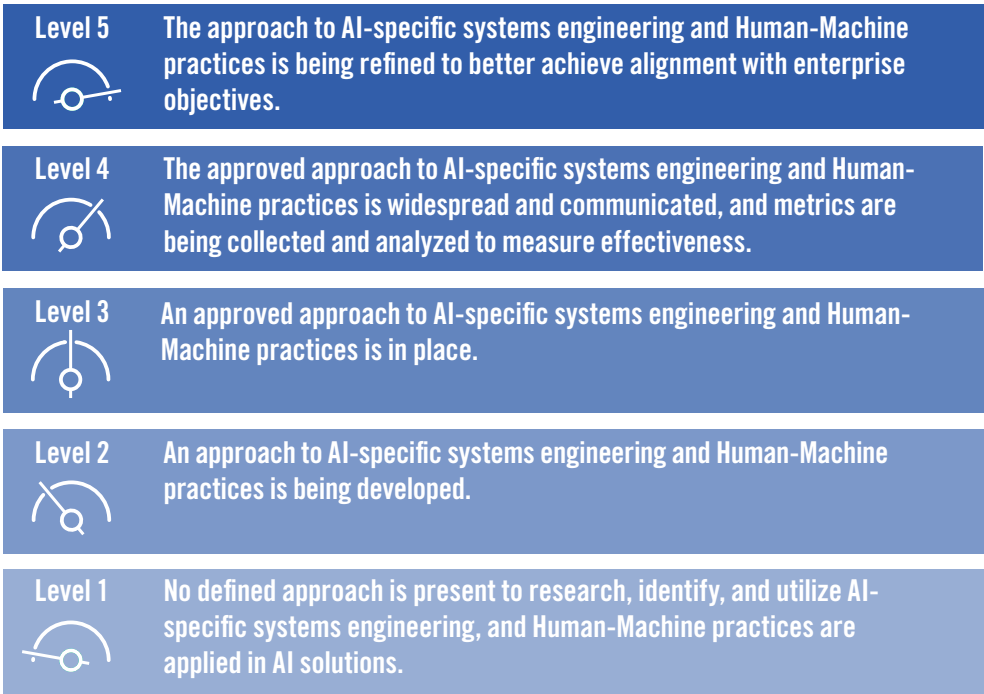 Level 5
The approach to AI-specific systems engineering and Human-Machine
practices is being refined to better achieve alignment with enterprise
objectives.
Level 4
The approved approach to AI-specific systems engineering and Human-
Machine practices is widespread and communicated, and metrics are
being collected and analyzed to measure effectiveness.
Level 3
An approved approach to AI-specific systems engineering and Human-
Machine practices is in place.
Level 2
An approach to AI-specific systems engineering and Human-Machine
practices is being developed.
Level 1
No defined approach is present to research, identify, and utilize AI-
specific systems engineering, and Human-Machine practices are
applied in AI solutions.